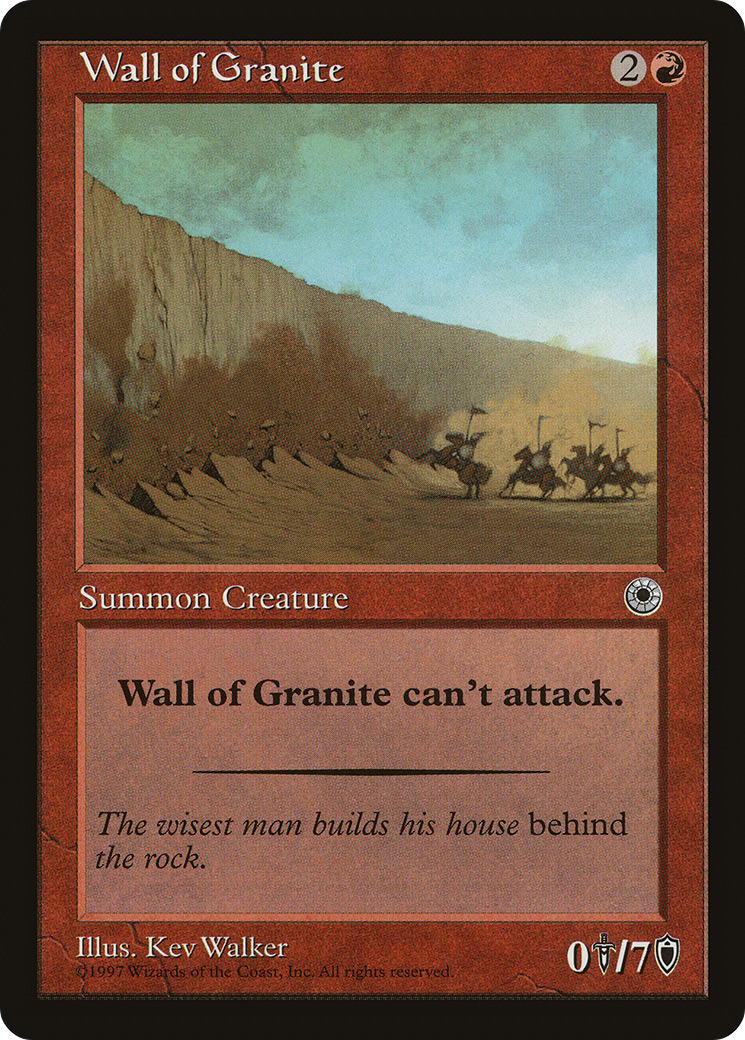 Wall of Granite 2
Summon Creature
Wall of Granite can't attack.
The wisest man builds his house behind
the rock.
Illus. Kev Walker
©1997 Wizards of the Coast, Inc. All rights reserved.
0/7